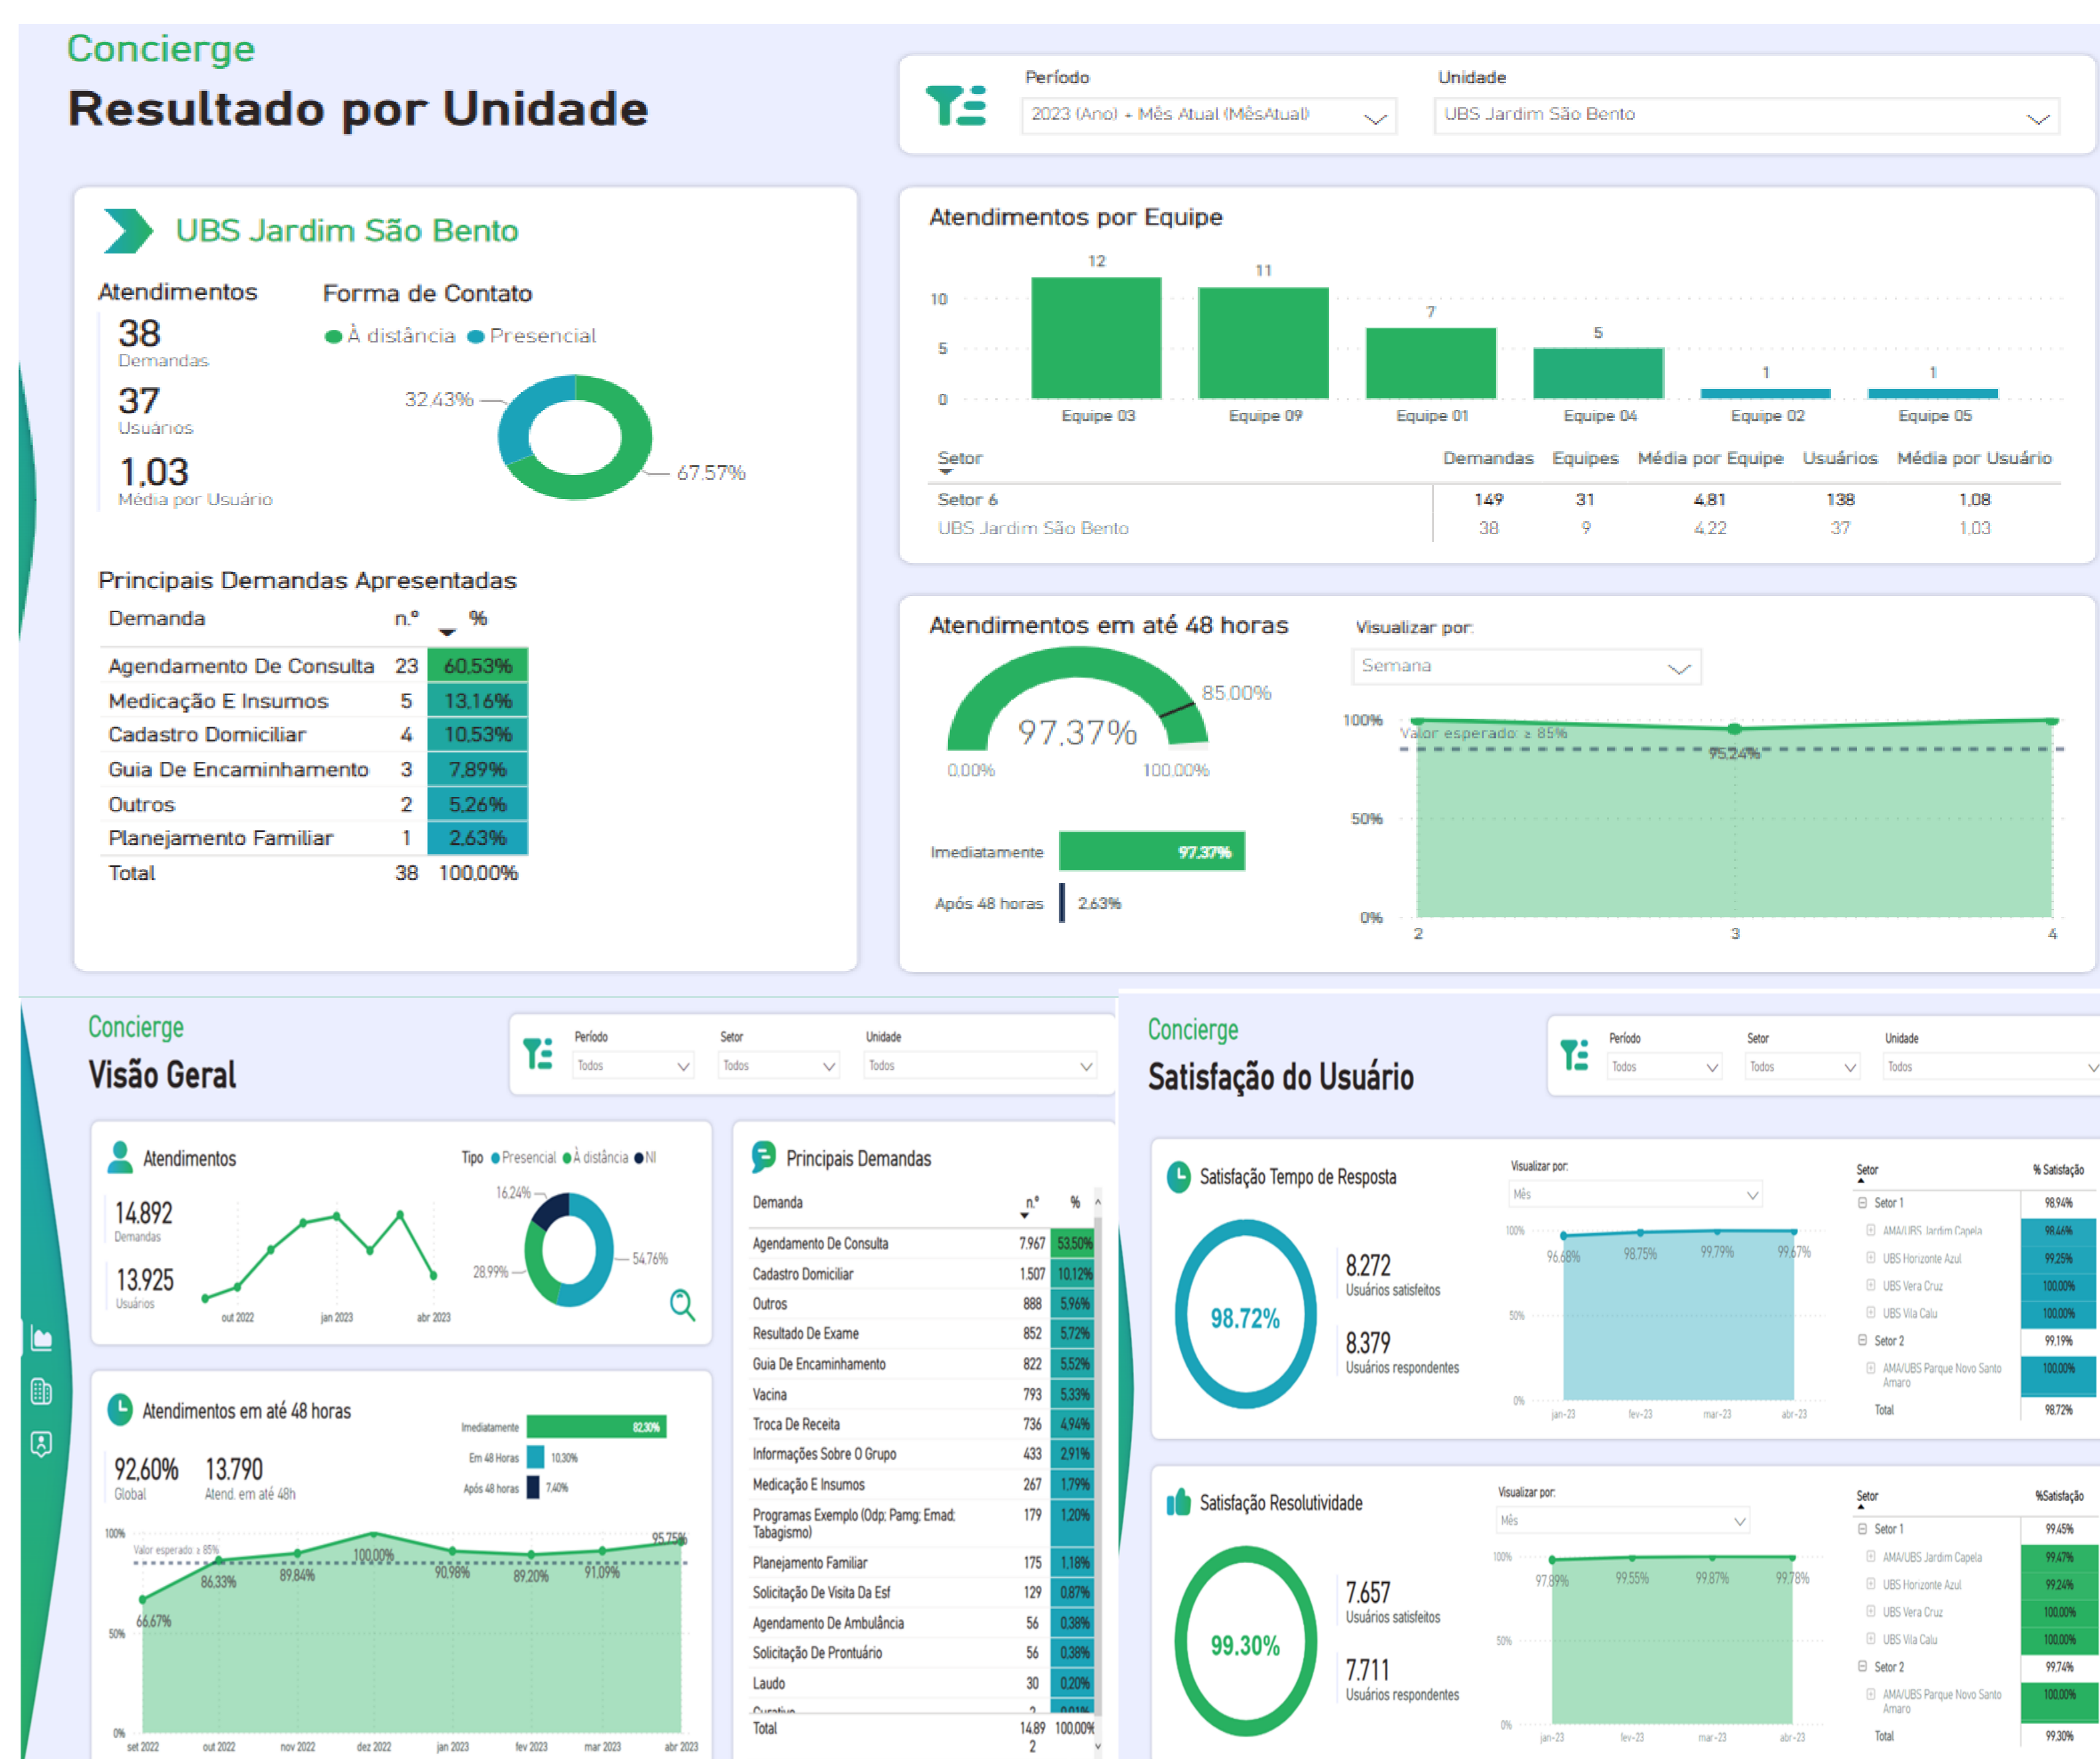 Concierge
Resultado por Unidade
Período
Unidade
2023 (Ano) + Mês Atual (MêsAtual)
UBS Jardim São Bento
UBS Jardim São Bento
Atendimentos
38
Demandas
37
Usuários
1,03
Média por Usuário
Forma de Contato
À distância Presencial
32,43%
67,57%
Principais Demandas Apresentadas
Demanda n.º %
Agendamento De Consulta 23 60,53%
Medicação E Insumos 5 13,16%
Cadastro Domiciliar 4 10,53%
Guia De Encaminhamento 3 7,89%
Outros 2 5,26%
Planejamento Familiar 1 2,63%
Total 38 100,00%
Atendimentos por Equipe
12
11
7
5
1
1
10
5
0
Equipe 03 Equipe 09 Equipe 01 Equipe 04 Equipe 02 Equipe 05
Setor Demandas Equipes Média por Equipe Usuários Média por Usuário
Setor 6 149 31 4,81 138 1,08
UBS Jardim São Bento 38 9 4,22 37 1,03
Atendimentos em até 48 horas
85,00%
97,37%
0,00% 100,00%
Imediatamente 97,37%
Após 48 horas 2,63%
Visualizar por:
Semana
100%
Valor esperado: ≥ 85%
95,24%
50%
0%
2 3 4
Concierge
Visão Geral
Período Setor Unidade
Todos Todos Todos
Atendimentos
14.892
Demandas
13.925
Usuários
out 2022 jan 2023 abr 2023
Tipo Presencial À distância NI
16.24%
28,99%
54,76%
Atendimentos em até 48 horas
92,60% 13.790
Global Atend. em até 48h
Imediatamente 82,30%
Em 48 Horas 10,30%
Após 48 horas 7,40%
100%
Valor esperado: ≥ 85%
66,67% 86,33% 89,84% 100,00% 90,98% 89,20% 91,09% 95,75%
50%
0%
set 2022 out 2022 nov 2022 dez 2022 jan 2023 fev 2023 mar 2023 abr 2023
Principais Demandas
Demanda n.º %
Agendamento De Consulta 7.967 53,50%
Cadastro Domiciliar 1.507 10,12%
Outros 888 5,96%
Resultado De Exame 852 5,72%
Guia De Encaminhamento 822 5,52%
Vacina 793 5,33%
Troca De Receita 736 4,94%
Informações Sobre O Grupo 433 2,91%
Medicação E Insumos 267 1,79%
Programas Exemplo (Odp; Pamg; Emad; 179 1,20%
Tabagismo)
Planejamento Familiar 175 1,18%
Solicitação De Visita Da Esf 129 0,87%
Agendamento De Ambulância 56 0,38%
Solicitação De Prontuário 56 0,38%
Laudo 30 0,20%
Curativo 2 0,01%
Total 14.89 100,00%
2
Concierge
Satisfação do Usuário
Período Setor Unidade
Todos Todos Todos
Satisfação Tempo de Resposta
98.72%
8.272
Usuários satisfeitos
8.379
Usuários respondentes
Visualizar por:
Mês
100%
96,68% 98,75% 99,79% 99,67%
50%
0%
jan-23 fev-23 mar-23 abr-23
Setor % Satisfação
Setor 1 98,94%
AMA/UBS Jardim Capela 98,46%
UBS Horizonte Azul 99,25%
UBS Vera Cruz 100,00%
UBS Vila Calu 100,00%
Setor 2 99,19%
AMA/UBS Parque Novo Santo 100,00%
Amaro
Total 98,72%
Satisfação Resolutividade
99.30%
7.657
Usuários satisfeitos
7.711
Usuários respondentes
Visualizar por:
Mês
100%
97,89% 99,55% 99,87% 99,78%
50%
0%
jan-23 fev-23 mar-23 abr-23
Setor %Satisfação
Setor 1 99,45%
AMA/UBS Jardim Capela 99,47%
UBS Horizonte Azul 99,24%
UBS Vera Cruz 100,00%
UBS Vila Calu 100,00%
Setor 2 99,74%
AMA/UBS Parque Novo Santo 100,00%
Amaro
Total 99,30%